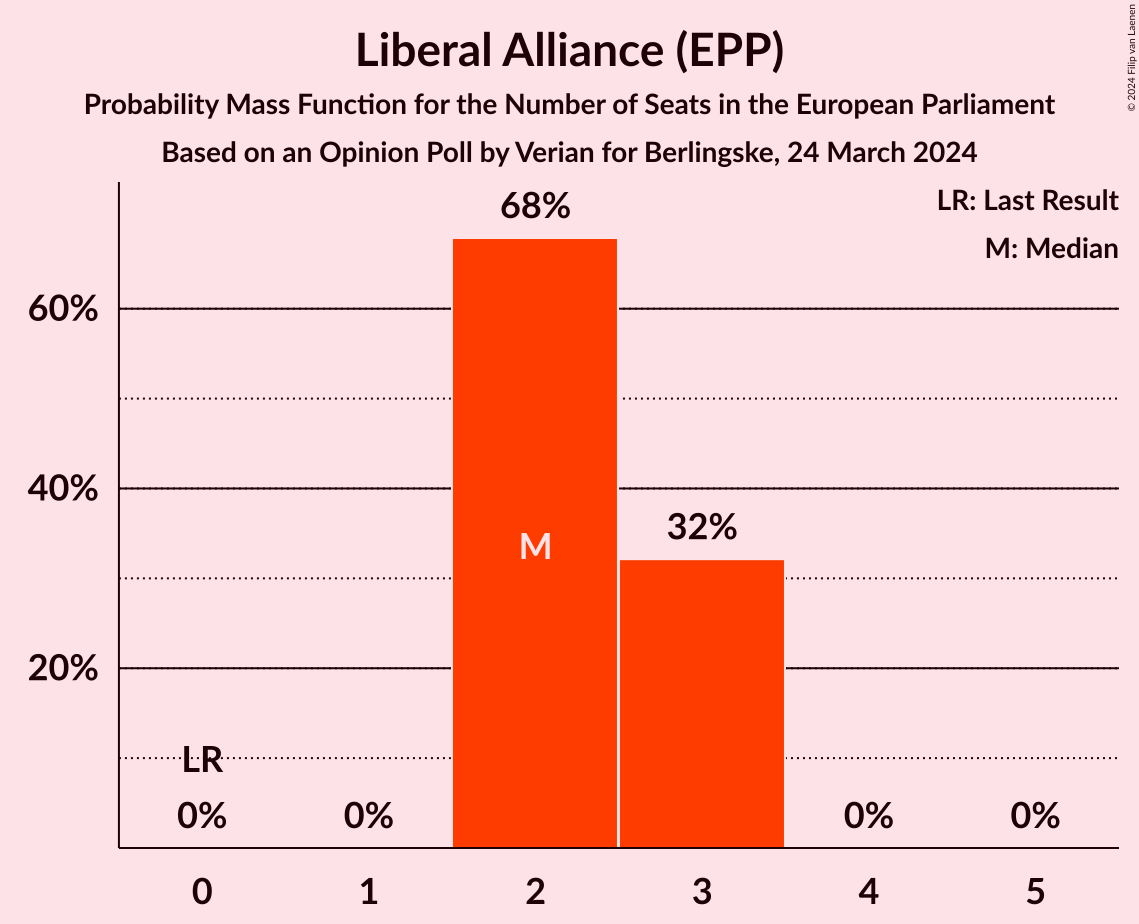 Liberal Alliance (EPP)
Probability Mass Function for the Number of Seats in the European Parliament
Based on an Opinion Poll by Verian for Berlingske, 24 March 2024
© 2024 Filip van Laenen
LR: Last Result
M: Median
68%
60%
40%
32%
M
20%
LR
0%
0%
0%
0%
0
1
2
3
4
5